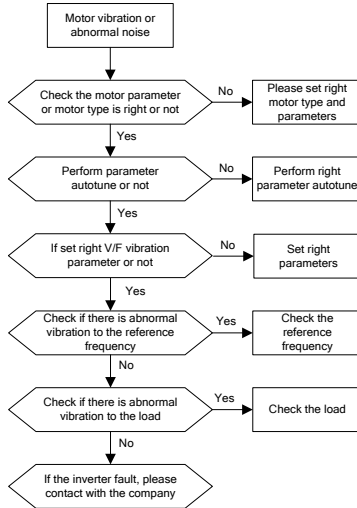 Motor vibration or
abnormal noise
Check the motor parameter
or motor type is right or not
No
Please set right
motor type and
parameters
Yes
Perform parameter
autotune or not
No
Perform right
parameter autotune
Yes
If set right V/F vibration
parameter or not
No
Set right
parameters
Yes
Check if there is abnormal
vibration to the reference
frequency
Yes
Check the
reference
frequency
No
Check if there is abnormal
vibration to the load
Yes
Check the load
No
If the inverter fault, please
contact with the company